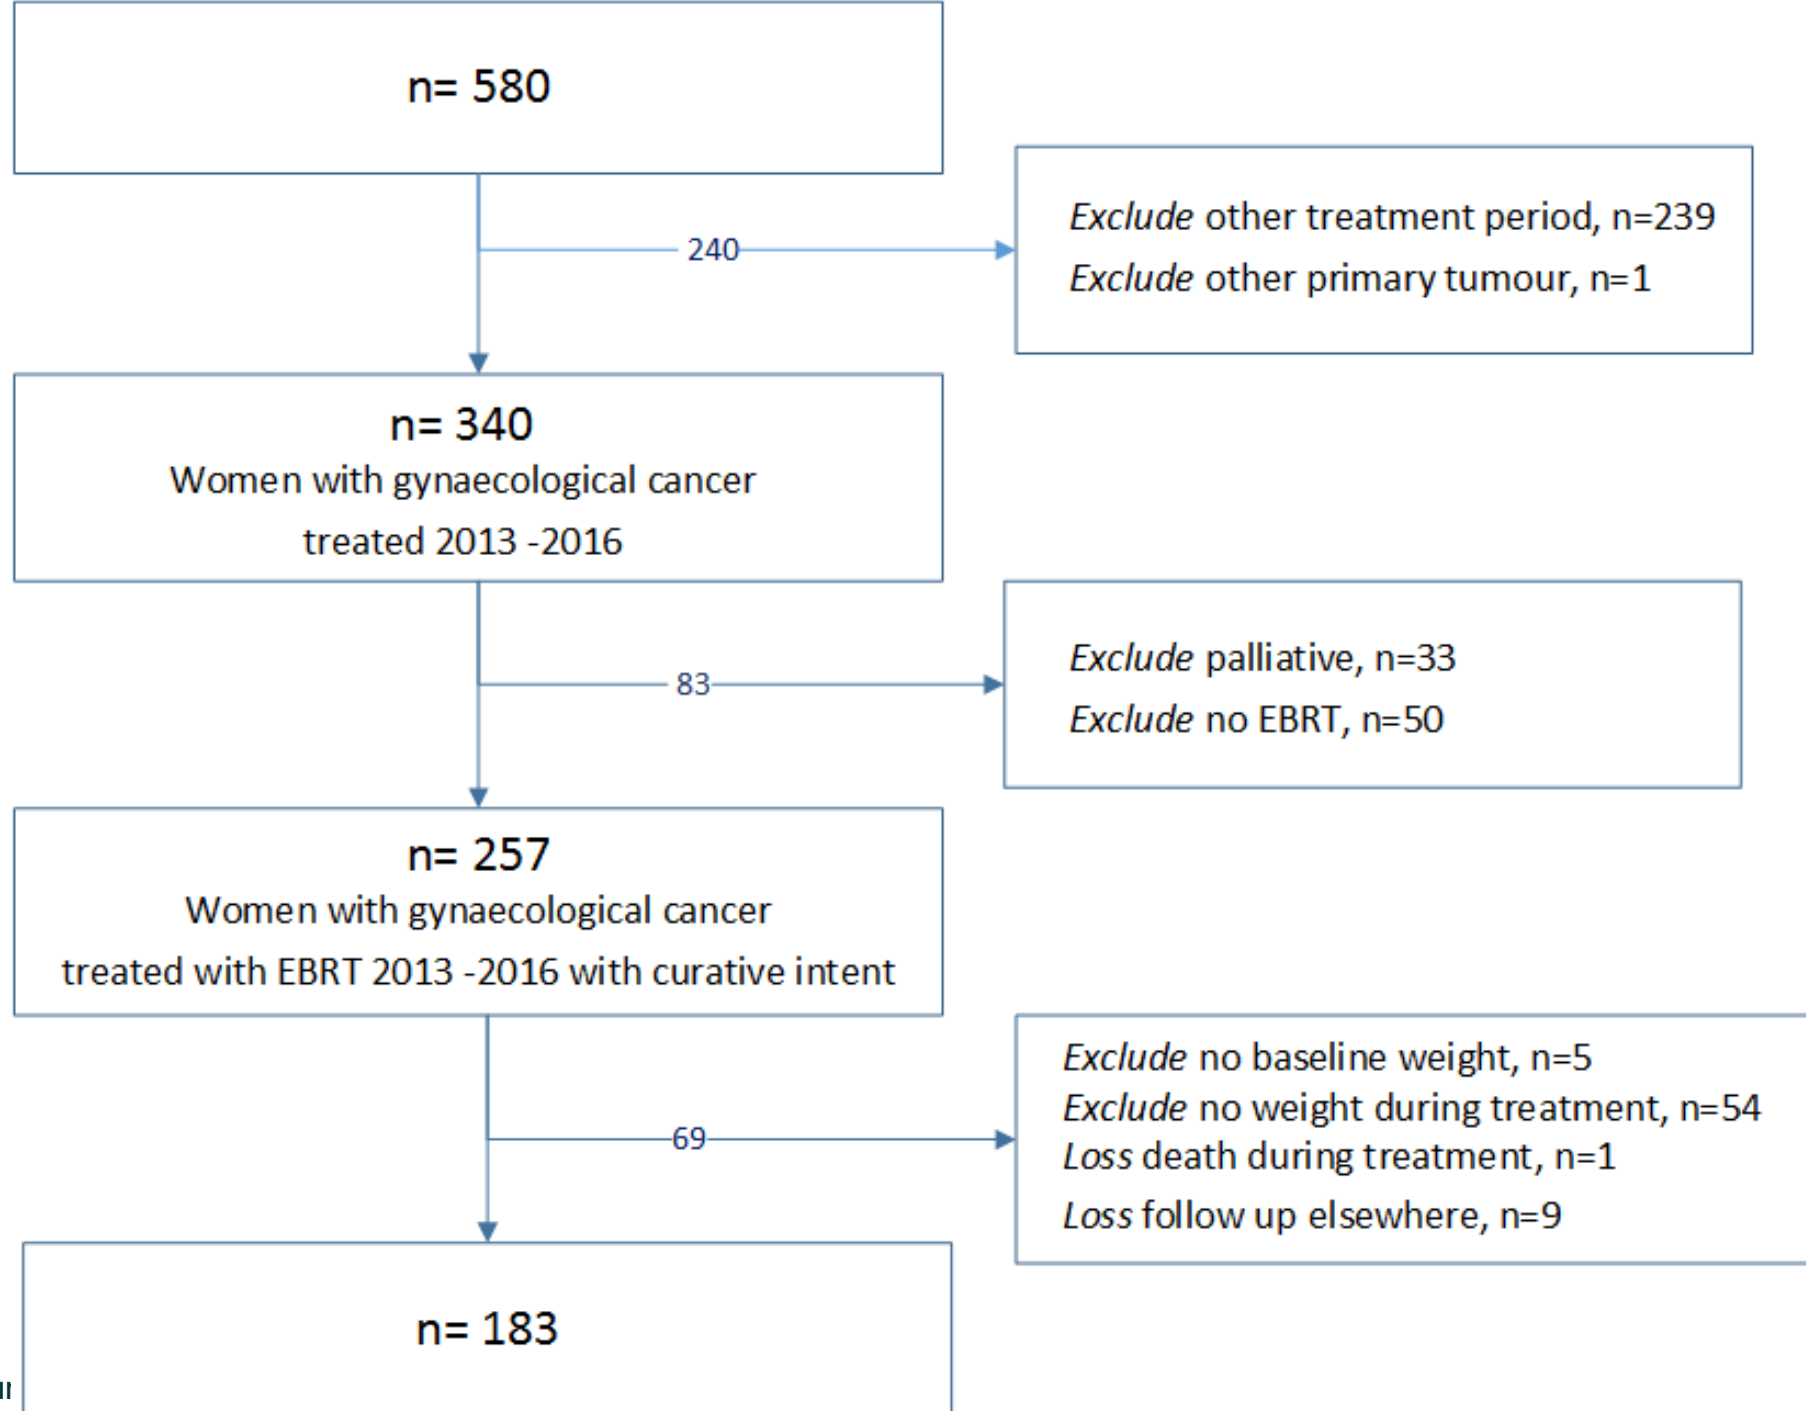 n= 580
240
Exclude other treatment period, n=239
Exclude other primary tumour, n=1
n= 340
Women with gynaecological cancer
treated 2013 -2016
83
Exclude palliative, n=33
Exclude no EBRT, n=50
n= 257
Women with gynaecological cancer
treated with EBRT 2013 -2016 with curative intent
69
Exclude no baseline weight, n=5
Exclude no weight during treatment, n=54
Loss death during treatment, n=1
Loss follow up elsewhere, n=9
n= 183